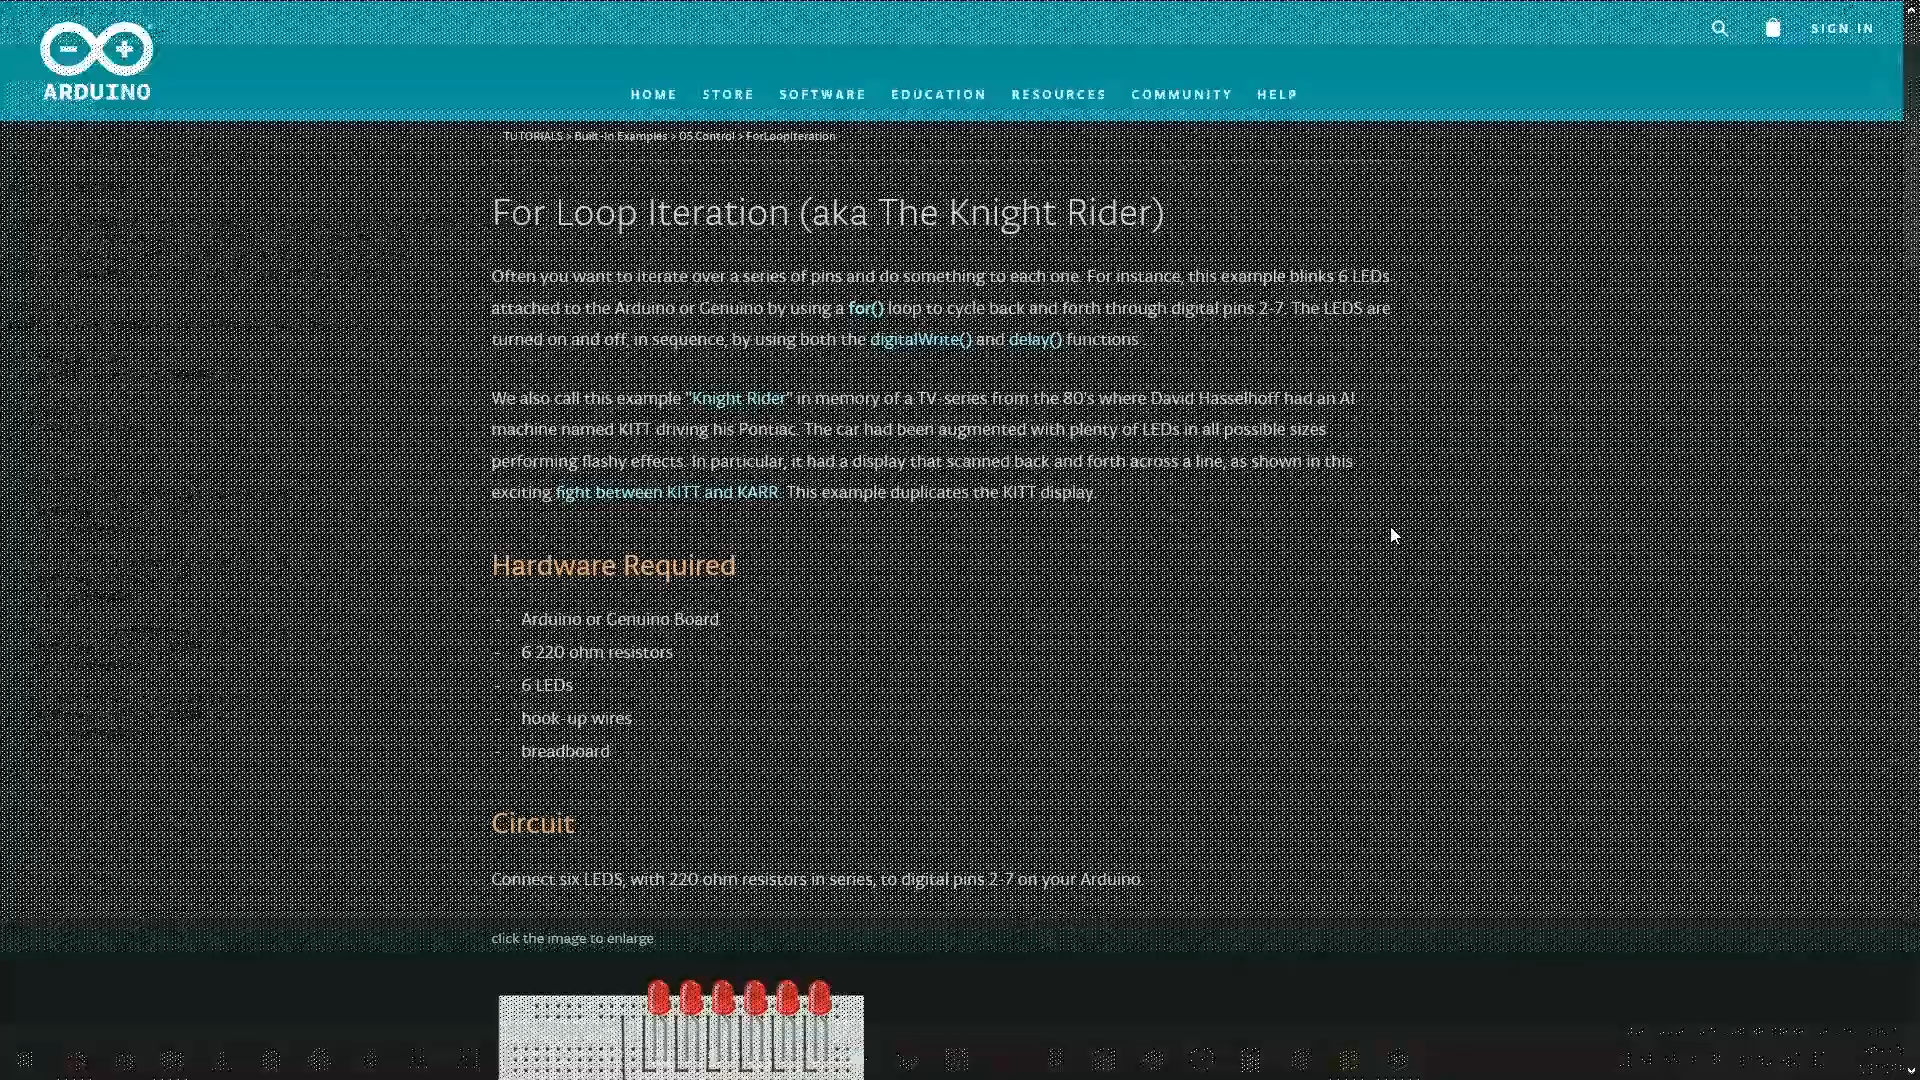 ARDUINO
SIGN IN
HOME STORE SOFTWARE EDUCATION RESOURCES COMMUNITY HELP
TUTORIALS > Built-In Examples > 05.Control > ForLoopIteration
For Loop Iteration (aka The Knight Rider)
Often you want to iterate over a series of pins and do something to each one. For instance, this example blinks 6 LEDs
attached to the Arduino or Genuino by using a for() loop to cycle back and forth through digital pins 2-7. The LEDS are
turned on and off, in sequence, by using both the digitalWrite() and delay() functions
We also call this example "Knight Rider" in memory of a TV-series from the 80's where David Hasselhoff had an AI
machine named KITT driving his Pontiac. The car had been augmented with plenty of LEDs in all possible sizes
performing flashy effects. In particular, it had a display that scanned back and forth across a line, as shown in this
exciting fight between KITT and KARR. This example duplicates the KITT display.
Hardware Required
- Arduino or Genuino Board
- 6 220 ohm resistors
- 6 LEDs
- hook-up wires
- breadboard
Circuit
Connect six LEDS, with 220 ohm resistors in series, to digital pins 2-7 on your Arduino.
click the image to enlarge